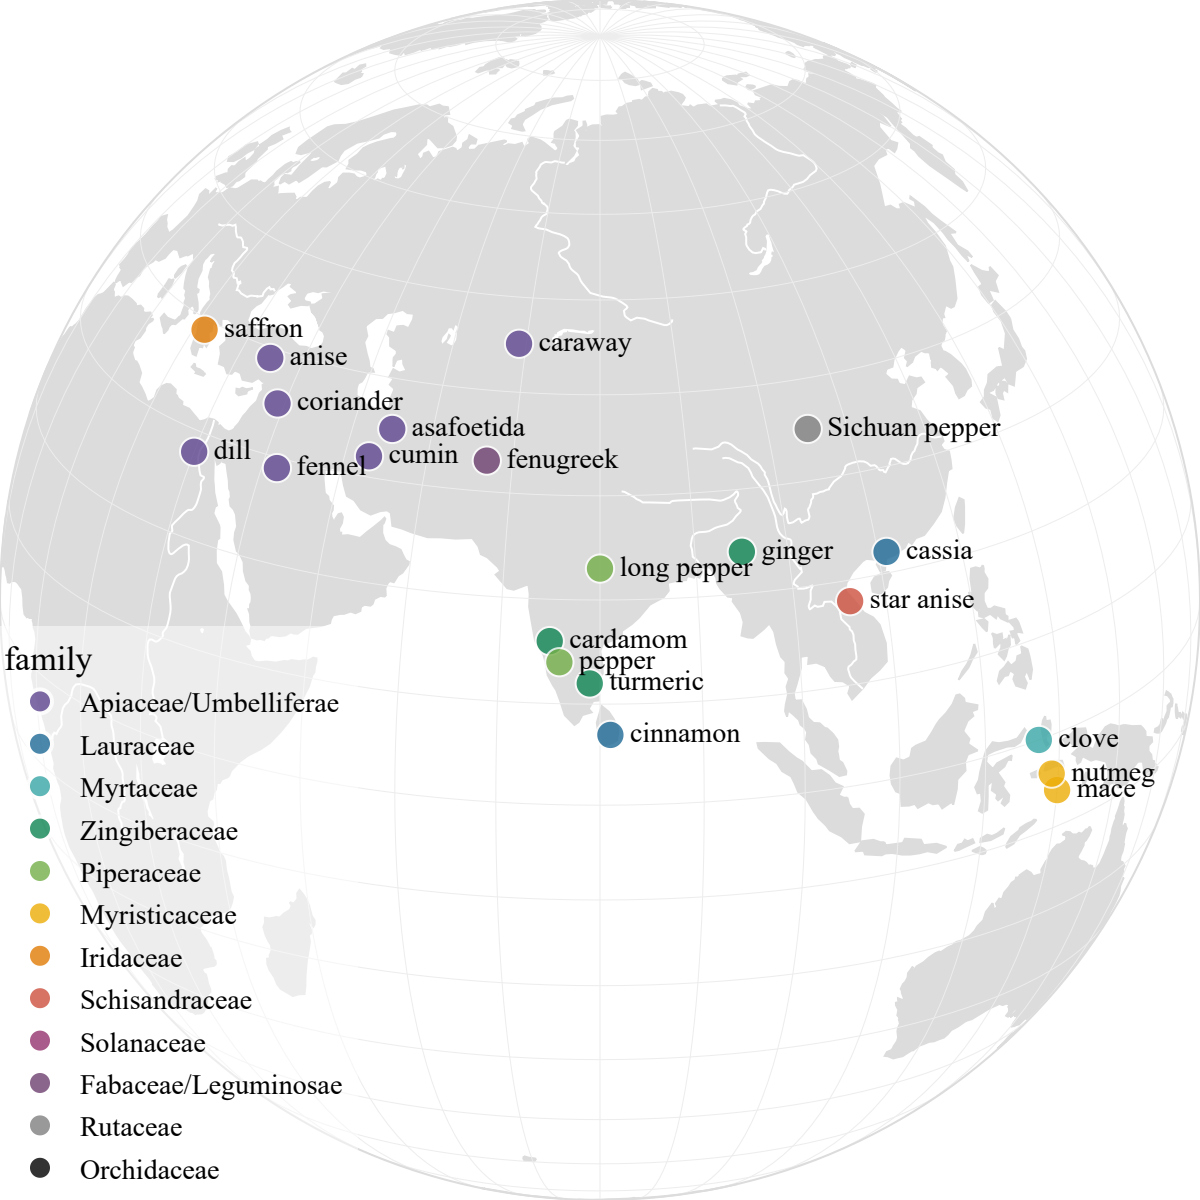 saffron
caraway
anise
coriander
asafoetida
Sichuan pepper
dill
fennel
cumin
fenugreek
ginger
cassia
long pepper
star anise
cardamom
pepper
turmeric
cinnamon
clove
nutmeg
mace
family
Apiaceae/Umbelliferae
Lauraceae
Myrtaceae
Zingiberaceae
Piperaceae
Myristicaceae
Iridaceae
Schisandraceae
Solanaceae
Fabaceae/Leguminosae
Rutaceae
Orchidaceae